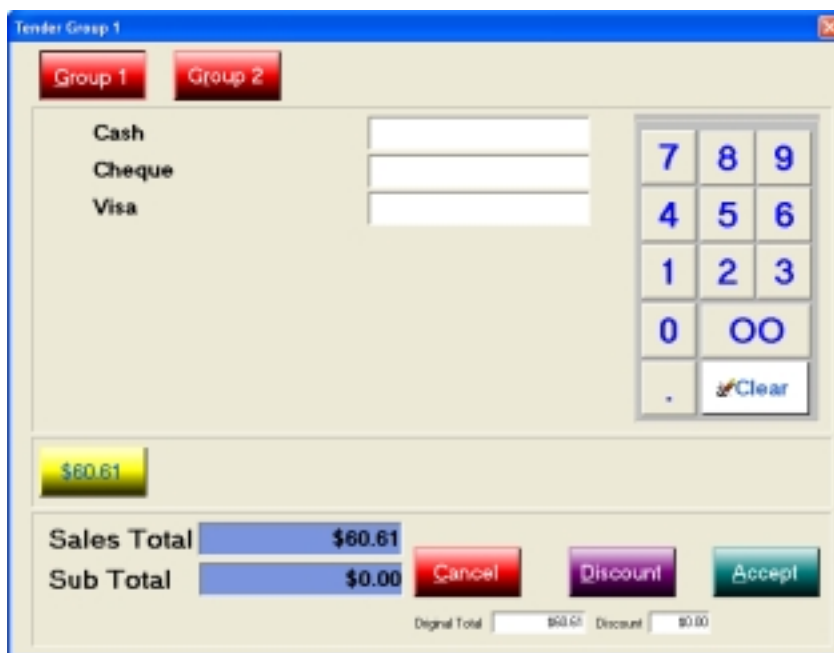 Tender Group 1
Group 1 Group 2
Cash
Cheque
Visa
7 8 9
4 5 6
1 2 3
0 00
. Clear
$60.61
Sales Total $60.61
Sub Total $0.00
Cancel Discount Accept
Original Total $60.61 Discount $0.00